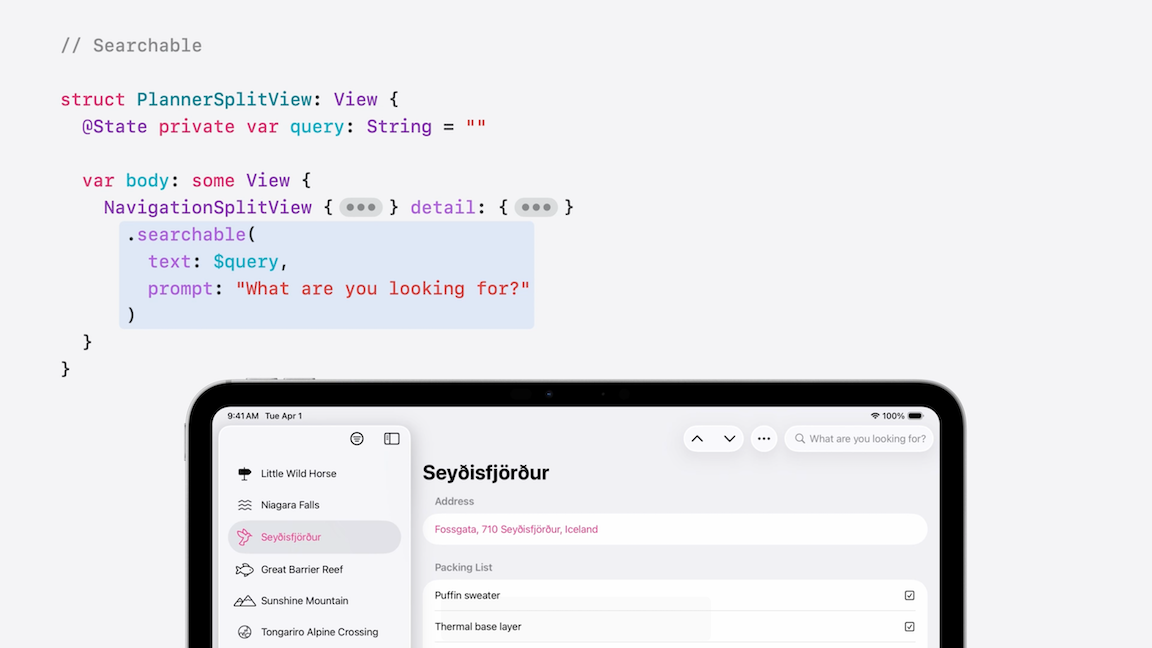 // Searchable
struct PlannerSplitView: View {
@State private var query: String = ""
var body: some View {
NavigationSplitView { ••• } detail: { ••• }
.searchable(
text: $query,
prompt: "What are you looking for?"
)
}
}
9:41 AM Tue Apr 1
100%
What are you looking for?
Little Wild Horse
Niagara Falls
Seyðisfjörður
Great Barrier Reef
Sunshine Mountain
Tongariro Alpine Crossing
Seyðisfjörður
Address
Fossgata, 710 Seyðisfjörður, Iceland
Packing List
Puffin sweater
Thermal base layer